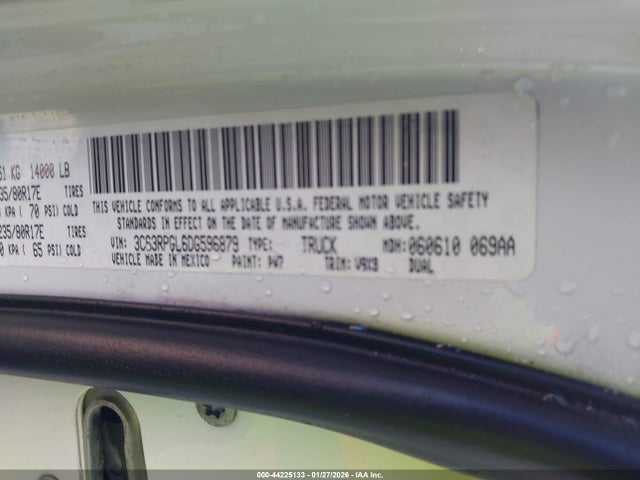 61 KG 14000 LB
35/80R17E TIRES
KPA ( 70 PSI) COLD
235/80R17E TIRES
0 KPA ( 65 PSI) COLD
THIS VEHICLE CONFORMS TO ALL APPLICABLE U.S.A. FEDERAL MOTOR VEHICLE SAFETY
STANDARDS IN EFFECT ON THE DATE OF MANUFACTURE SHOWN ABOVE.
VIN: 3C63RPGL6DG596879 TYPE: TRUCK MDH: 060610 069AA
VEHICLE MADE IN MEXICO PAINT: PW7 TRIM: V9X9 DUAL
000-44225133 - 01/27/2026 - IAA Inc.